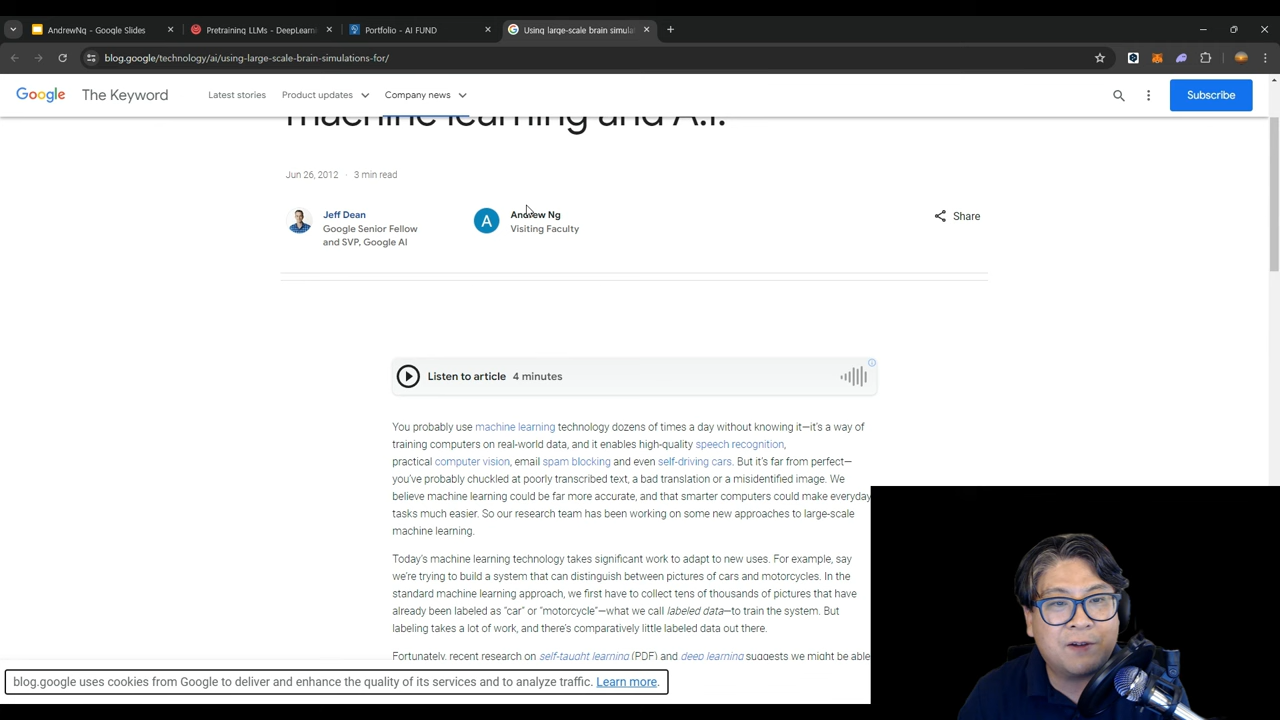 AndrewNg - Google Slides
Pretraining LLMs - DeepLearn
Portfolio - AI FUND
Using large-scale brain simula
blog.google/technology/ai/using-large-scale-brain-simulations-for/
Google The Keyword
Latest stories
Product updates
Company news
Subscribe
machine learning and A.I.
Jun 26, 2012 · 3 min read
Jeff Dean
Google Senior Fellow
and SVP, Google AI
A
Andrew Ng
Visiting Faculty
Share
Listen to article 4 minutes
You probably use machine learning technology dozens of times a day without knowing it—it's a way of
training computers on real-world data, and it enables high-quality speech recognition,
practical computer vision, email spam blocking and even self-driving cars. But it's far from perfect—
you've probably chuckled at poorly transcribed text, a bad translation or a misidentified image. We
believe machine learning could be far more accurate, and that smarter computers could make everyday
tasks much easier. So our research team has been working on some new approaches to large-scale
machine learning.
Today's machine learning technology takes significant work to adapt to new uses. For example, say
we're trying to build a system that can distinguish between pictures of cars and motorcycles. In the
standard machine learning approach, we first have to collect tens of thousands of pictures that have
already been labeled as "car" or "motorcycle"—what we call labeled data—to train the system. But
labeling takes a lot of work, and there's comparatively little labeled data out there.
Fortunately, recent research on self-taught learning (PDF) and deep learning suggests we might be able
blog.google uses cookies from Google to deliver and enhance the quality of its services and to analyze traffic. Learn more.